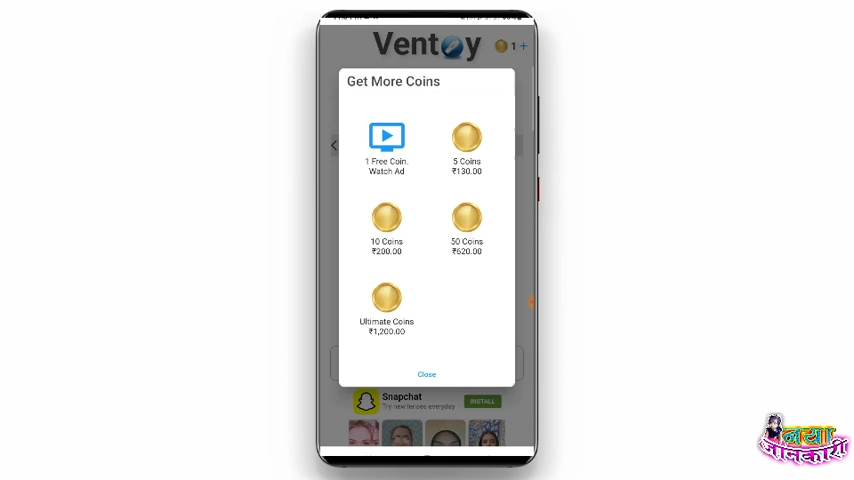 Ventoy
1 +
Get More Coins
1 Free Coin.
Watch Ad
5 Coins
₹130.00
10 Coins
₹200.00
50 Coins
₹620.00
Ultimate Coins
₹1,200.00
Close
Snapchat
Try new lenses everyday
INSTALL
नया
जानकारी